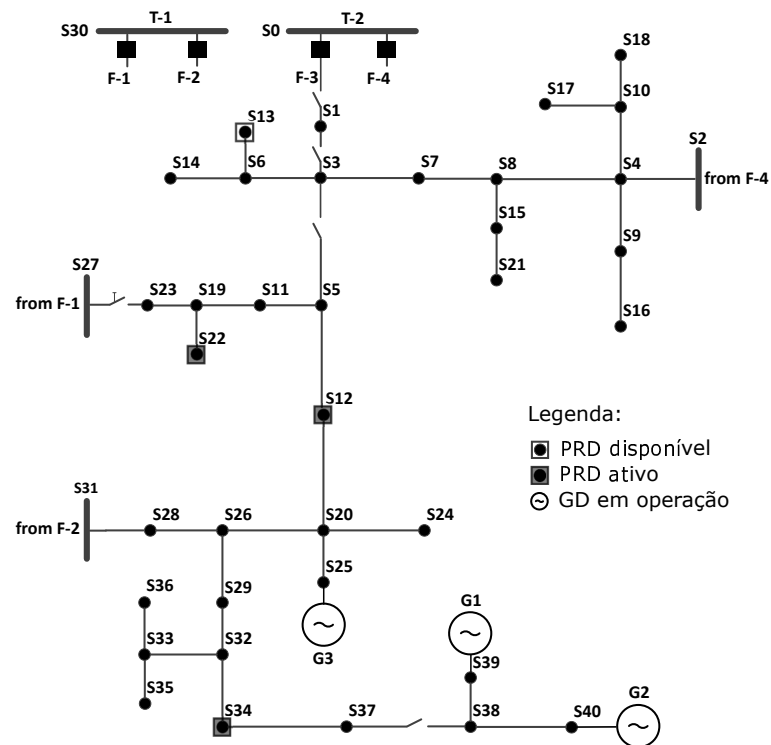 T-1
T-2
S30
S0
F-1
F-2
F-3
F-4
S18
S17
S10
S13
S1
S2
S14
S6
S3
S7
S8
S4
from F-4
S15
S9
S21
S16
S27
from F-1
S23
S19
S11
S5
S22
S12
Legenda:
PRD disponível
PRD ativo
GD em operação
S31
from F-2
S28
S26
S20
S24
S25
S36
S29
G3
G1
S33
S32
S39
S35
G2
S34
S37
S38
S40